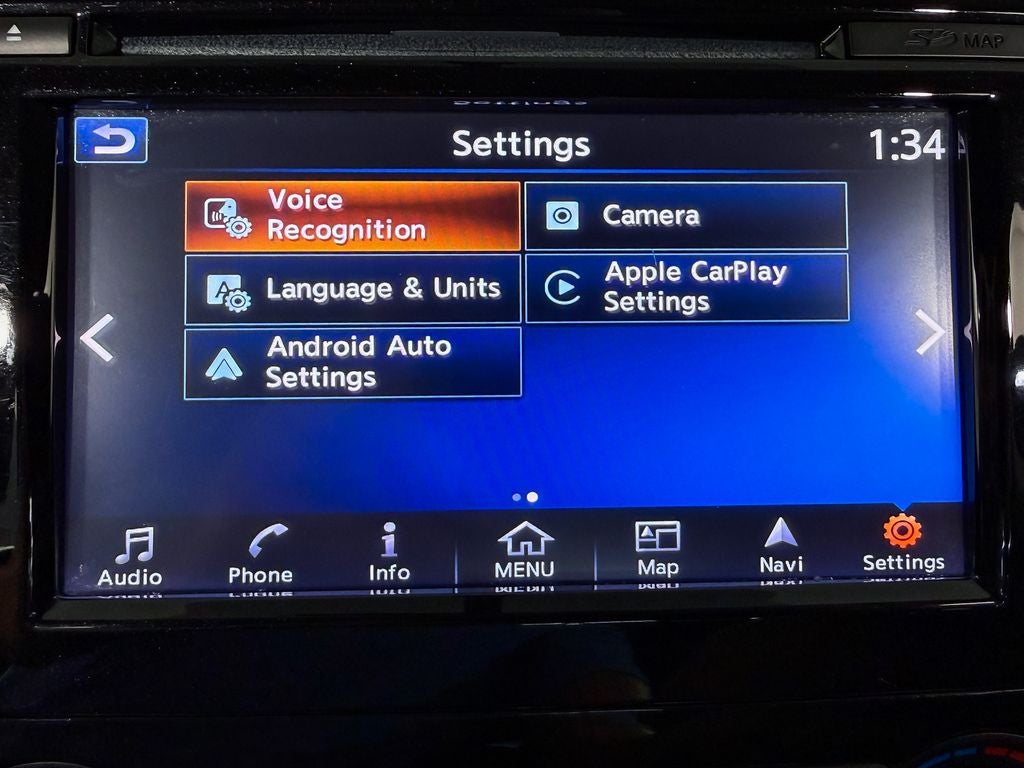 SD MAP
Settings
1:34
Voice
Recognition
Camera
Language & Units
Apple CarPlay
Settings
Android Auto
Settings
Audio
Phone
Info
MENU
Map
Navi
Settings